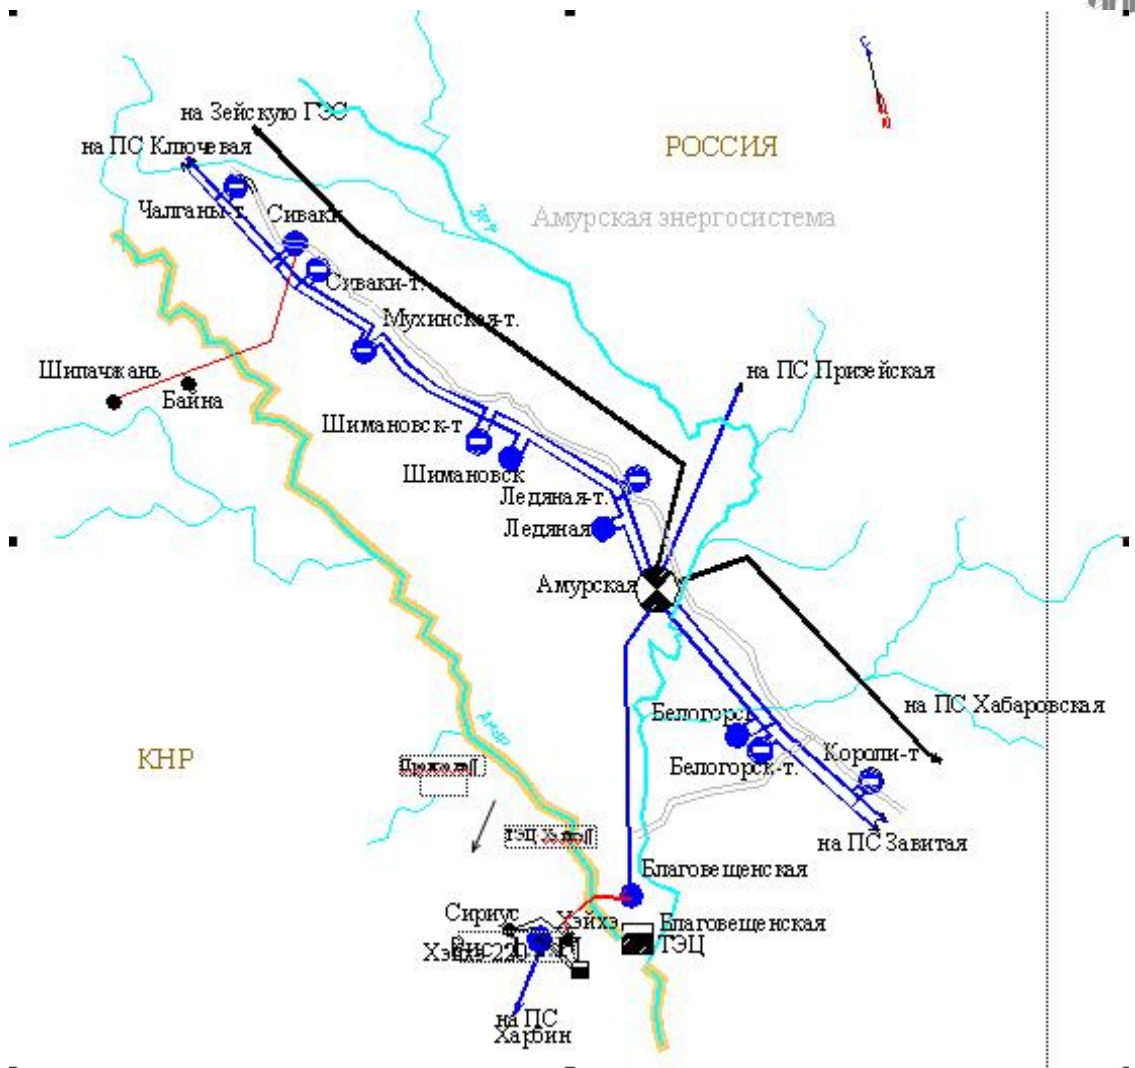 на Зейскую ГЭС
РОССИЯ
на ПС Ключевая
Чалганы-т.
Сиваки
Амурская энергосистема
Сиваки-т.
Мухинская-т.
Шипачжань
Байна
на ПС Призейская
Шимановск-т
Шимановск
Ледяная-т.
Ледяная
Амурская
на ПС Хабаровская
Белогорск
Амур
КНР
Белогорск-т.
Короли-т
на ПС Завитая
Благовещенская
Сириус
Хэйхэ
Благовещенская
ТЭЦ
на ПС
Харбин